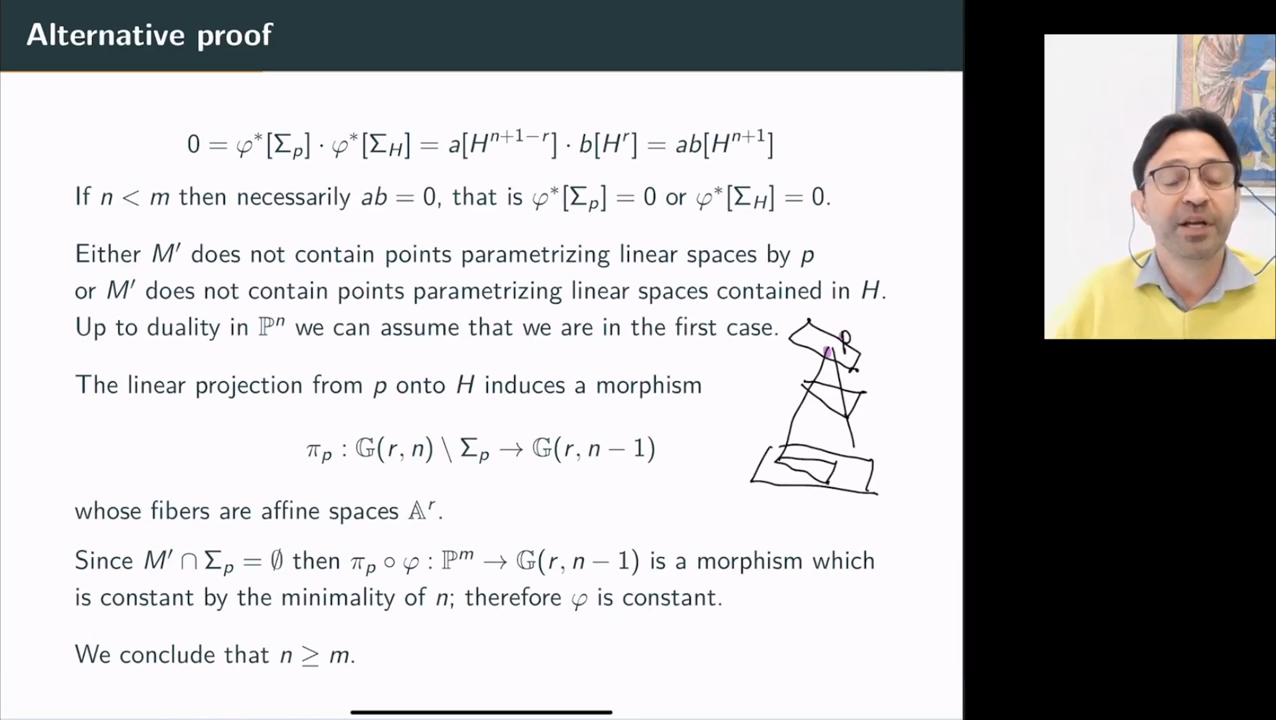 Alternative proof
0 = φ*[Σ_p] · φ*[Σ_H] = a[H^{n+1−r}] · b[H^r] = ab[H^{n+1}]
If n < m then necessarily ab = 0, that is φ*[Σ_p] = 0 or φ*[Σ_H] = 0.
Either M′ does not contain points parametrizing linear spaces by p
or M′ does not contain points parametrizing linear spaces contained in H.
Up to duality in ℙ^n we can assume that we are in the first case.
p
The linear projection from p onto H induces a morphism
π_p : 𝔾(r, n) \ Σ_p → 𝔾(r, n − 1)
whose fibers are affine spaces 𝔸^r.
Since M′ ∩ Σ_p = ∅ then π_p ∘ φ : ℙ^m → 𝔾(r, n − 1) is a morphism which
is constant by the minimality of n; therefore φ is constant.
We conclude that n ≥ m.